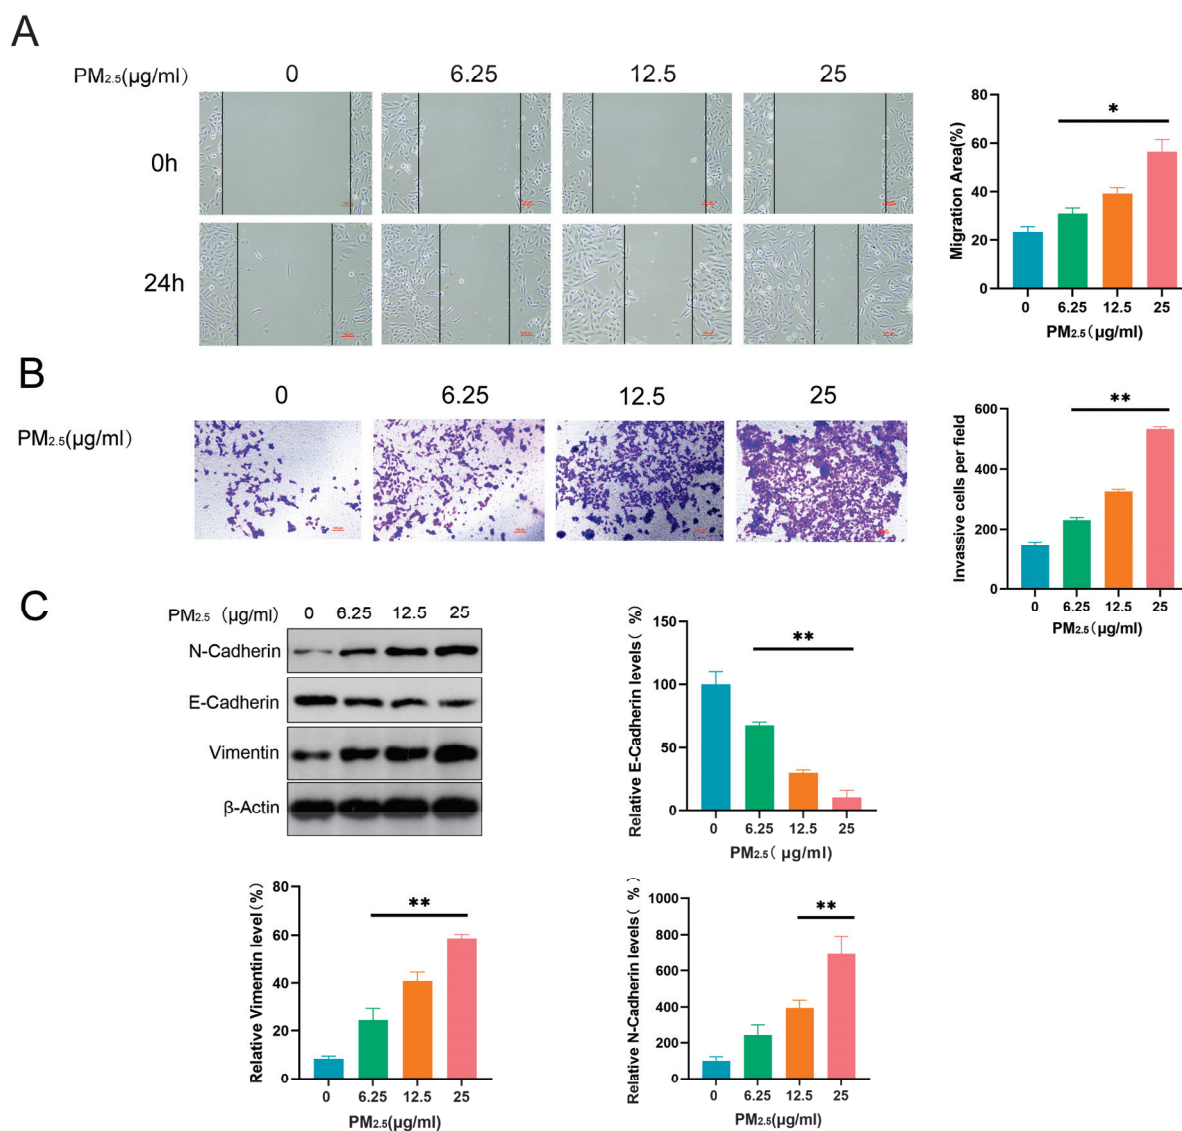 A
PM2.5(μg/ml) 0 6.25 12.5 25
0h
24h
Migration Area(%)
80
60
40
20
0
*
0 6.25 12.5 25
PM2.5(μg/ml)
B
0 6.25 12.5 25
PM2.5(μg/ml)
Invassive cells per field
600
400
200
0
**
0 6.25 12.5 25
PM2.5(μg/ml)
C
PM2.5 (μg/ml) 0 6.25 12.5 25
N-Cadherin
E-Cadherin
Vimentin
β-Actin
Relative E-Cadherin levels( %)
150
100
50
0
**
0 6.25 12.5 25
PM2.5( μg/ml)
Relative Vimentin level(%)
80
60
40
20
0
**
0 6.25 12.5 25
PM2.5(μg/ml)
Relative N-Cadherin levels( %)
1000
800
600
400
200
0
**
0 6.25 12.5 25
PM2.5(μg/ml)